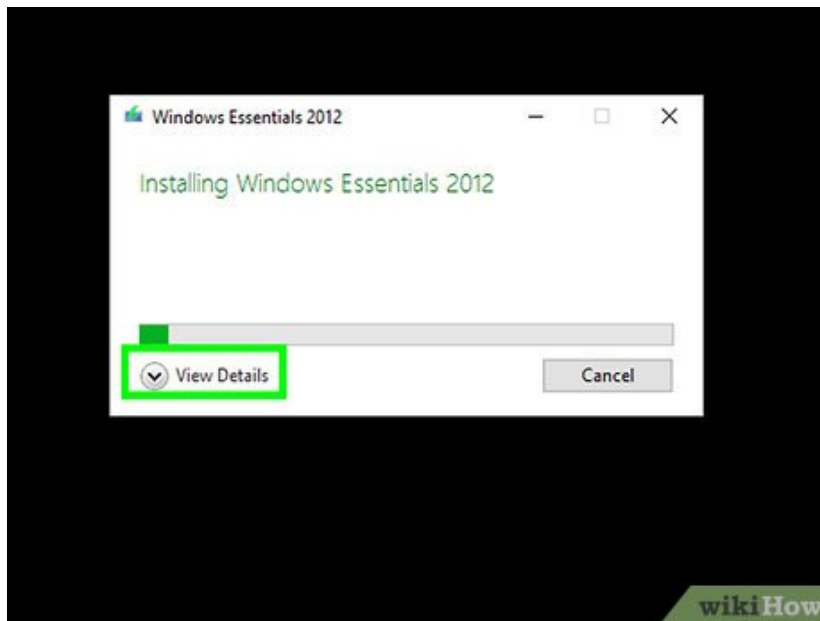 Windows Essentials 2012
Installing Windows Essentials 2012
View Details
Cancel
wikiHow